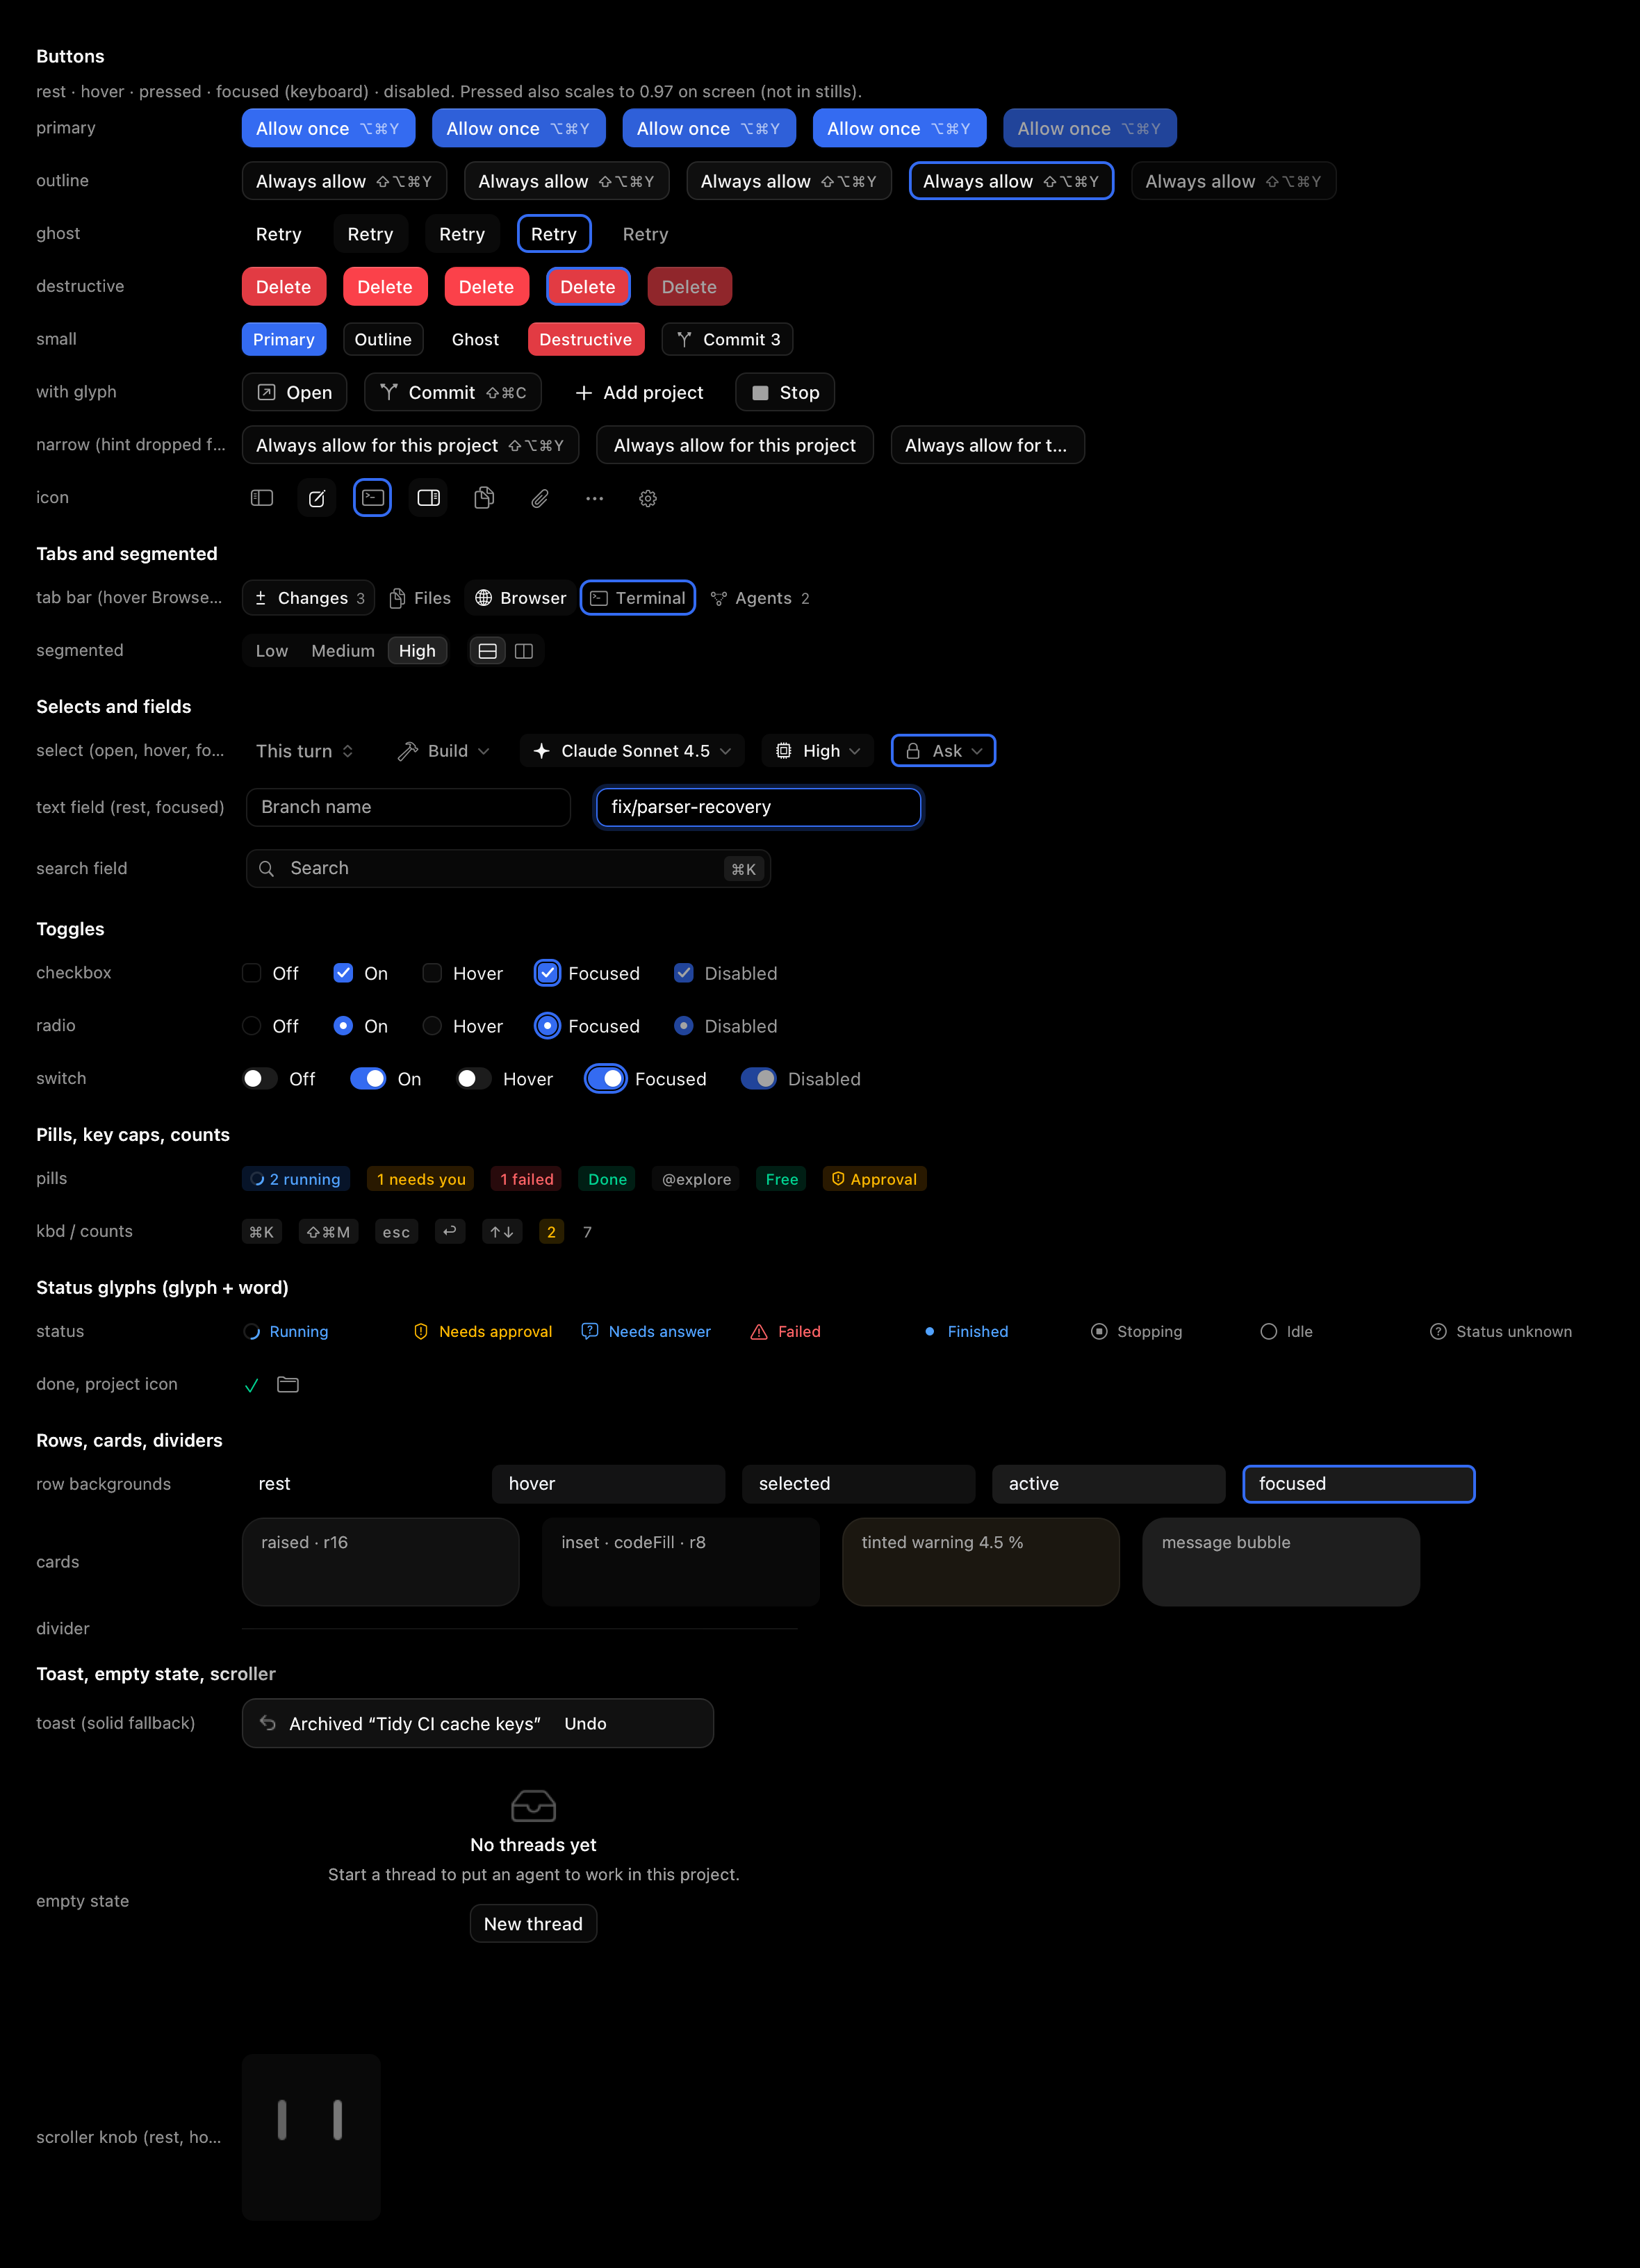 Buttons
rest · hover · pressed · focused (keyboard) · disabled. Pressed also scales to 0.97 on screen (not in stills).
primary Allow once ⌥⌘Y Allow once ⌥⌘Y Allow once ⌥⌘Y Allow once ⌥⌘Y Allow once ⌥⌘Y
outline Always allow ⇧⌥⌘Y Always allow ⇧⌥⌘Y Always allow ⇧⌥⌘Y Always allow ⇧⌥⌘Y Always allow ⇧⌥⌘Y
ghost Retry Retry Retry Retry Retry
destructive Delete Delete Delete Delete Delete
small Primary Outline Ghost Destructive Commit 3
with glyph Open Commit ⇧⌘C Add project Stop
narrow (hint dropped f... Always allow for this project ⇧⌥⌘Y Always allow for this project Always allow for t...
icon
Tabs and segmented
tab bar (hover Browse... Changes 3 Files Browser Terminal Agents 2
segmented Low Medium High
Selects and fields
select (open, hover, fo... This turn Build Claude Sonnet 4.5 High Ask
text field (rest, focused) Branch name fix/parser-recovery
search field Search ⌘K
Toggles
checkbox Off On Hover Focused Disabled
radio Off On Hover Focused Disabled
switch Off On Hover Focused Disabled
Pills, key caps, counts
pills 2 running 1 needs you 1 failed Done @explore Free Approval
kbd / counts ⌘K ⇧⌘M esc ↩ ↑↓ 2 7
Status glyphs (glyph + word)
status Running Needs approval Needs answer Failed Finished Stopping Idle Status unknown
done, project icon
Rows, cards, dividers
row backgrounds rest hover selected active focused
cards raised · r16 inset · codeFill · r8 tinted warning 4.5 % message bubble
divider
Toast, empty state, scroller
toast (solid fallback) Archived “Tidy CI cache keys” Undo
No threads yet
Start a thread to put an agent to work in this project.
empty state
New thread
scroller knob (rest, ho...